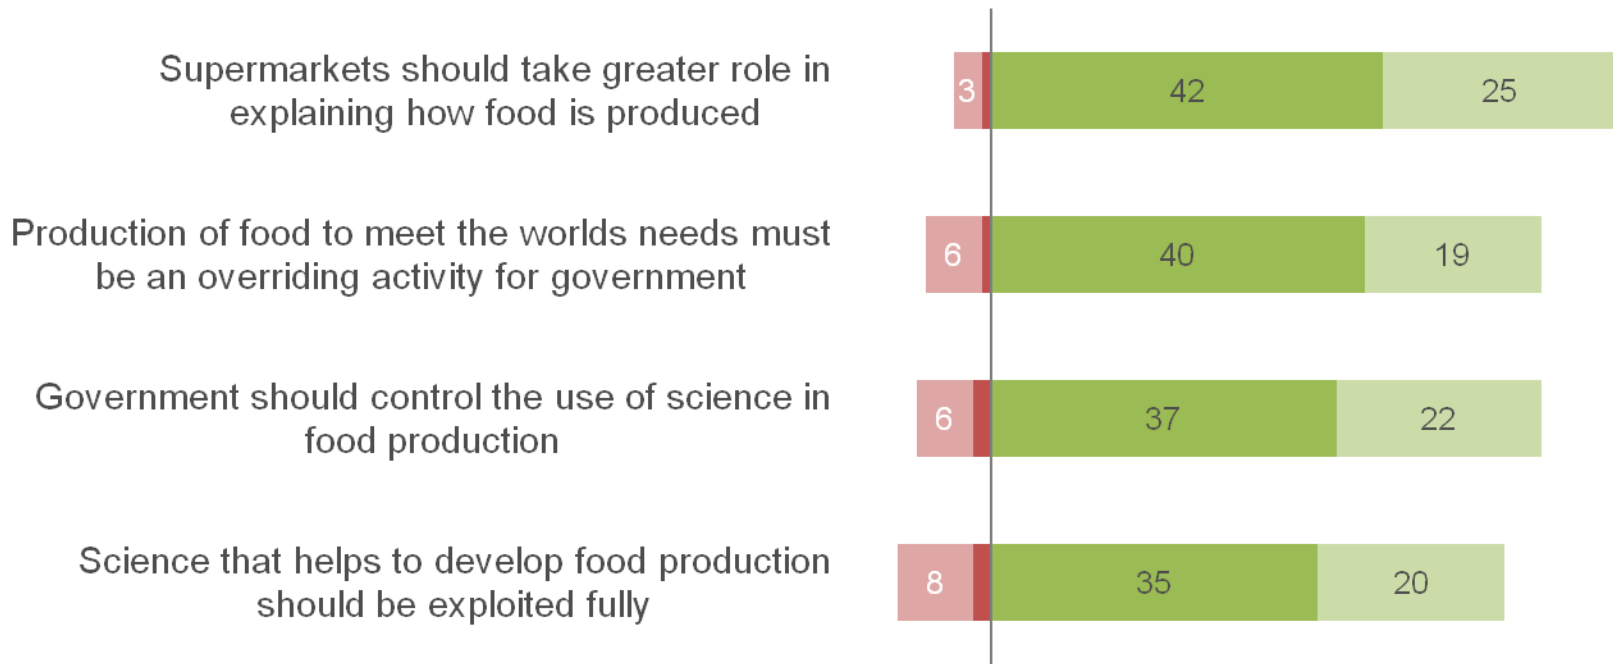 Supermarkets should take greater role in
explaining how food is produced
3 42 25
Production of food to meet the worlds needs must
be an overriding activity for government
6 40 19
Government should control the use of science in
food production
6 37 22
Science that helps to develop food production
should be exploited fully
8 35 20